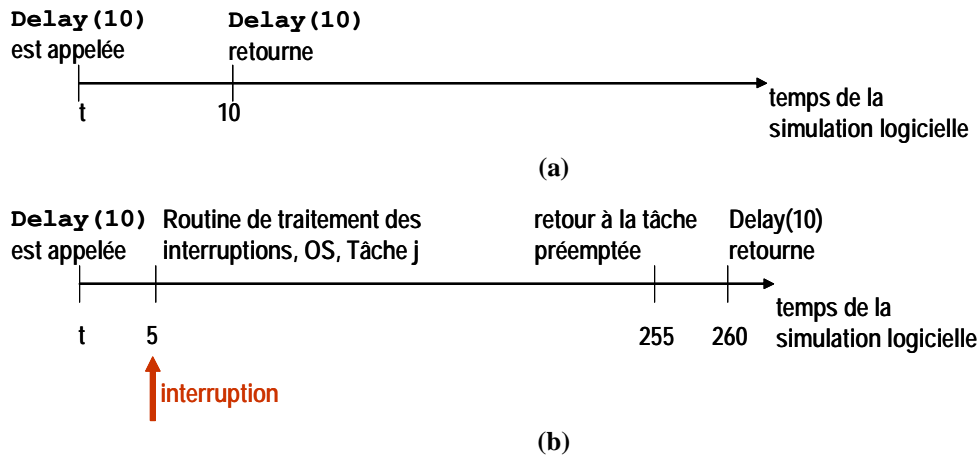 Delay(10)
est appelée
Delay(10)
retourne
t
10
temps de la
simulation logicielle
(a)
Delay(10)
est appelée
Routine de traitement des
interruptions, OS, Tâche j
retour à la tâche
préemptée
Delay(10)
retourne
t
5
255
260
temps de la
simulation logicielle
interruption
(b)